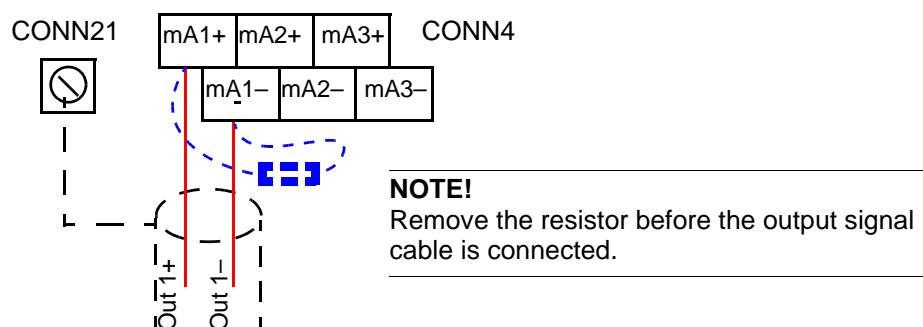 CONN21
mA1+ mA2+ mA3+
CONN4
mA1– mA2– mA3–
NOTE!
Remove the resistor before the output signal
cable is connected.
Out 1+
Out 1–